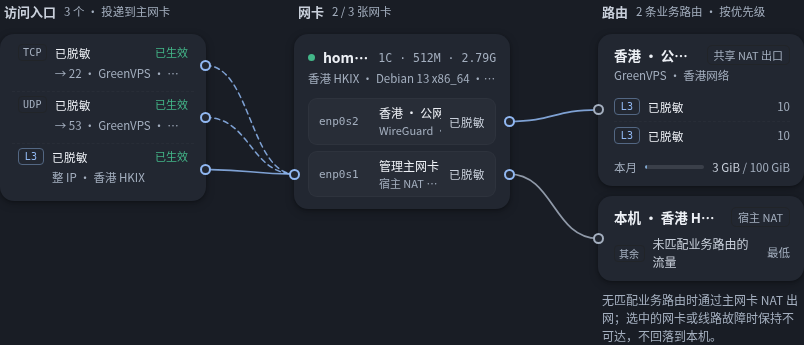 访问入口 3 个 · 投递到主网卡
TCP 已脱敏 已生效
→ 22 · GreenVPS · ···
UDP 已脱敏 已生效
→ 53 · GreenVPS · ···
L3 已脱敏 已生效
整 IP · 香港 HKIX
网卡 2 / 3 张网卡
hom··· 1C · 512M · 2.79G
香港 HKIX · Debian 13 x86_64 · ···
enp0s2 香港 · 公网 已脱敏
WireGuard ·
enp0s1 管理主网卡 已脱敏
宿主 NAT ···
路由 2 条业务路由 · 按优先级
香港 · 公··· 共享 NAT 出口
GreenVPS · 香港网络
L3 已脱敏 10
L3 已脱敏 10
本月 3 GiB / 100 GiB
本机 · 香港 H··· 宿主 NAT
其余 未匹配业务路由的 最低
流量
无匹配业务路由时通过主网卡 NAT 出
网；选中的网卡或线路故障时保持不
可达，不回落到本机。